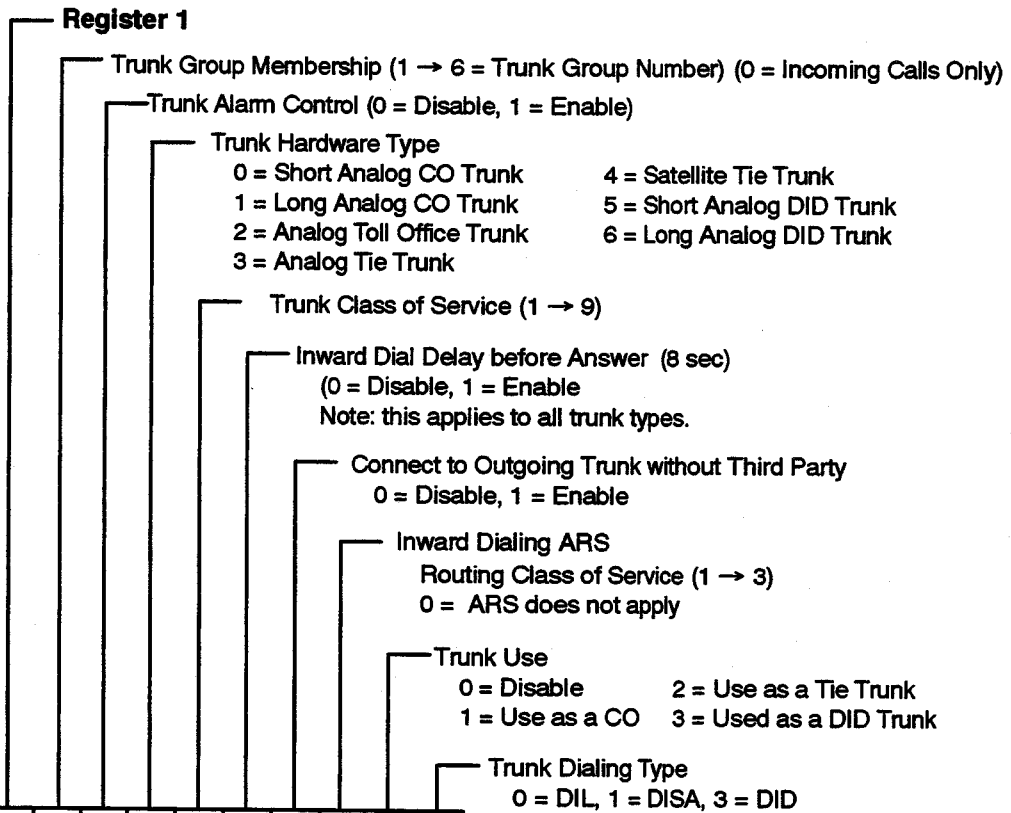 Register 1
Trunk Group Membership (1 → 6 = Trunk Group Number) (0 = Incoming Calls Only)
Trunk Alarm Control (0 = Disable, 1 = Enable)
Trunk Hardware Type
0 = Short Analog CO Trunk 4 = Satellite Tie Trunk
1 = Long Analog CO Trunk 5 = Short Analog DID Trunk
2 = Analog Toll Office Trunk 6 = Long Analog DID Trunk
3 = Analog Tie Trunk
Trunk Class of Service (1 → 9)
Inward Dial Delay before Answer (8 sec)
(0 = Disable, 1 = Enable
Note: this applies to all trunk types.
Connect to Outgoing Trunk without Third Party
0 = Disable, 1 = Enable
Inward Dialing ARS
Routing Class of Service (1 → 3)
0 = ARS does not apply
Trunk Use
0 = Disable 2 = Use as a Tie Trunk
1 = Use as a CO 3 = Used as a DID Trunk
Trunk Dialing Type
0 = DIL, 1 = DISA, 3 = DID